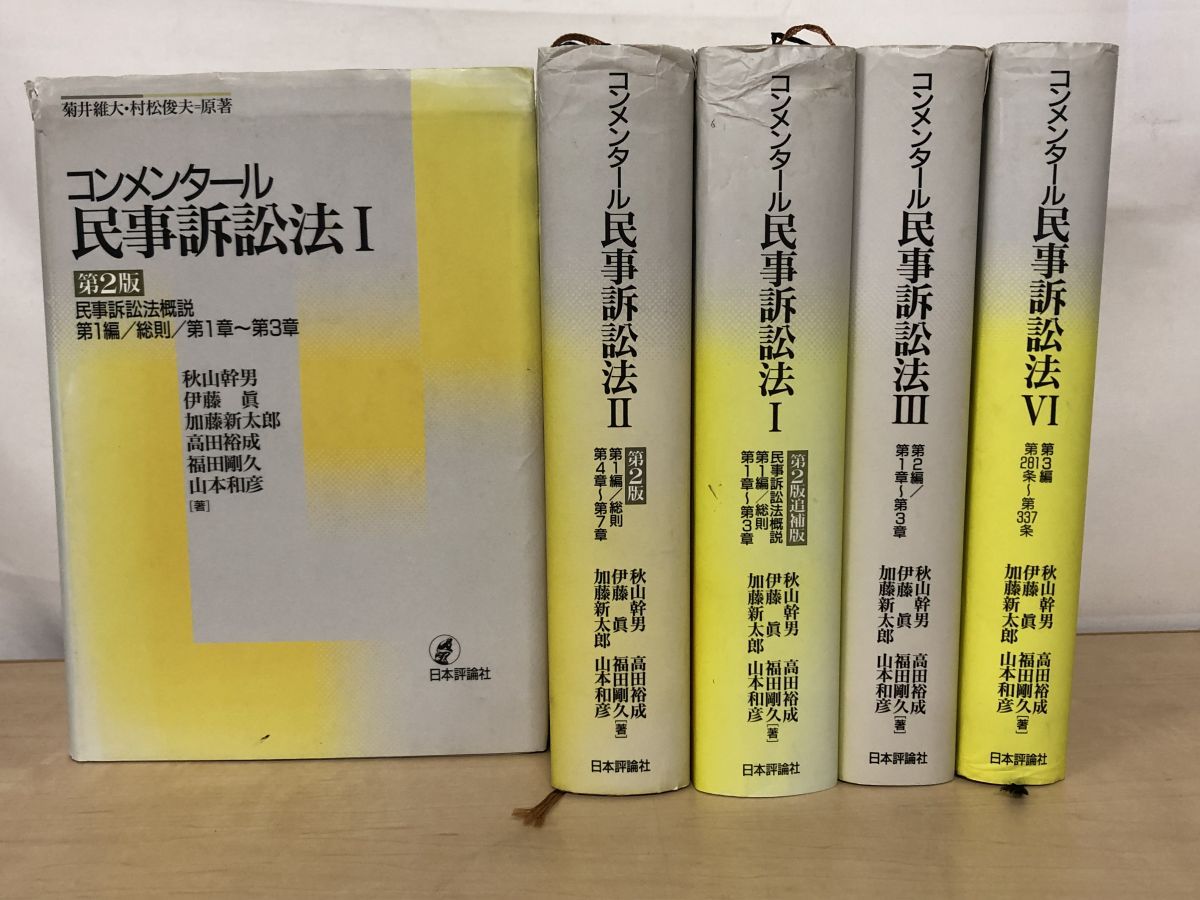 菊井維大・村松俊夫=原著
コンメンタール
民事訴訟法Ⅰ
第2版
民事訴訟法概説
第1編／総則／第1章〜第3章
秋山幹男
伊藤　眞
加藤新太郎
高田裕成
福田剛久
山本和彦
[著]
日本評論社
コンメンタール民事訴訟法Ⅱ
第2版
第1編／総則
第4章〜第7章
秋山幹男
伊藤　眞
加藤新太郎
高田裕成
福田剛久[著]
山本和彦
日本評論社
コンメンタール民事訴訟法Ⅰ
第2版追補版
民事訴訟法概説
第1編／総則
第1章〜第3章
秋山幹男
伊藤　眞
加藤新太郎
高田裕成
福田剛久[著]
山本和彦
日本評論社
コンメンタール民事訴訟法Ⅲ
第2編／
第1章〜第3章
秋山幹男
伊藤　眞
加藤新太郎
高田裕成
福田剛久[著]
山本和彦
日本評論社
コンメンタール民事訴訟法Ⅵ
第3編
第281条〜第337条
秋山幹男
伊藤　眞
加藤新太郎
高田裕成
福田剛久[著]
山本和彦
日本評論社